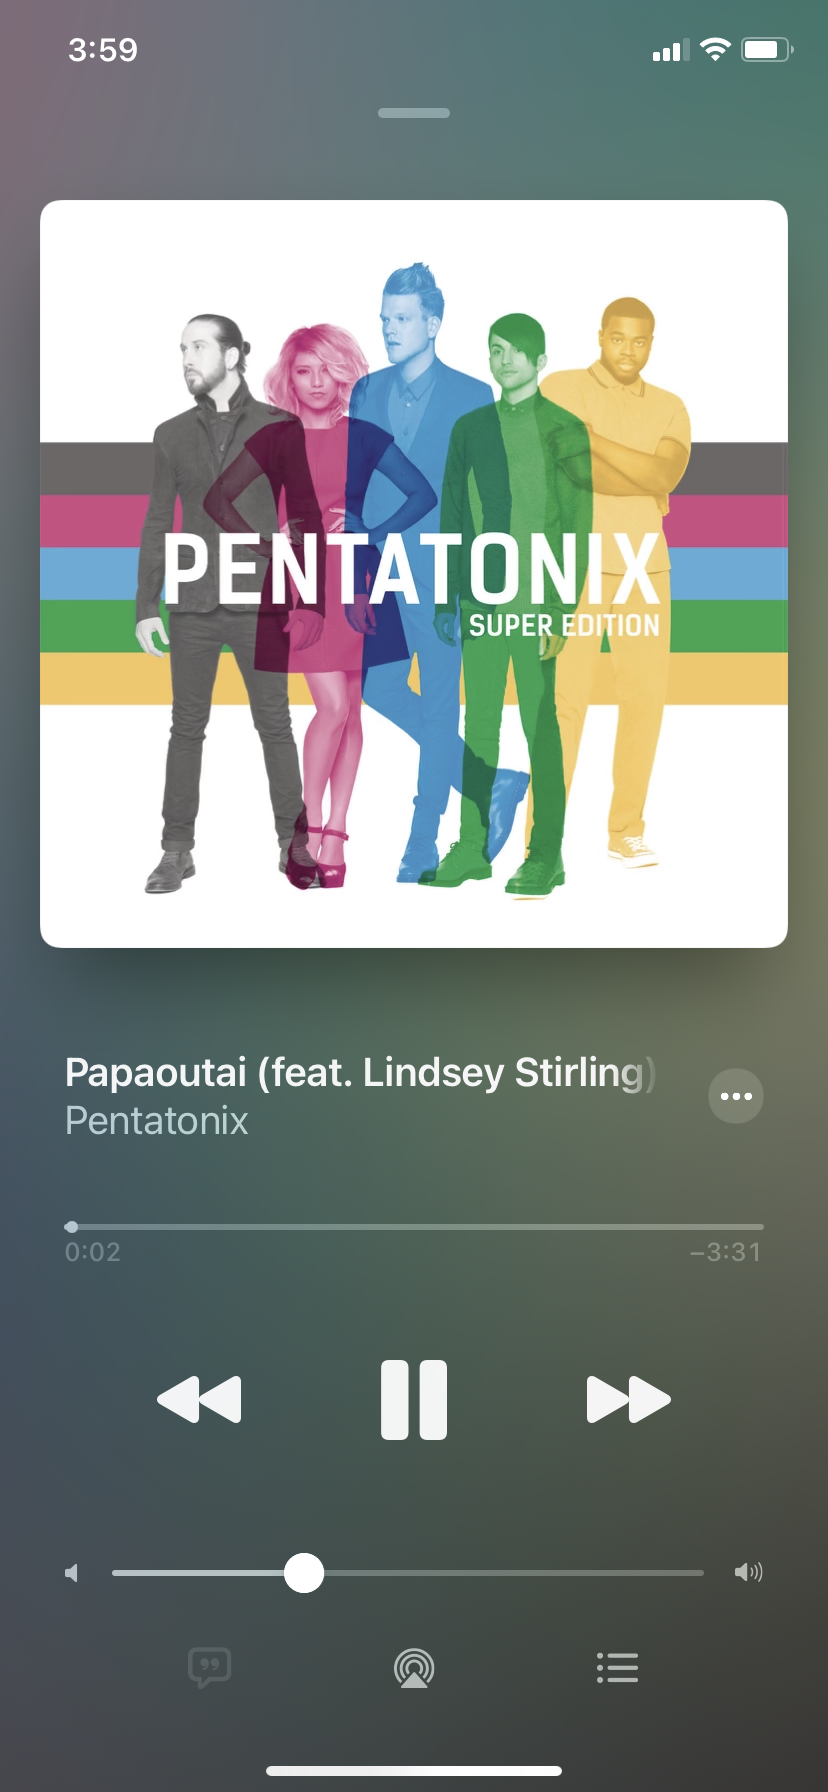 3:59
PENTATONIX
SUPER EDITION
Papaoutai (feat. Lindsey Stirling)
Pentatonix
0:02
–3:31